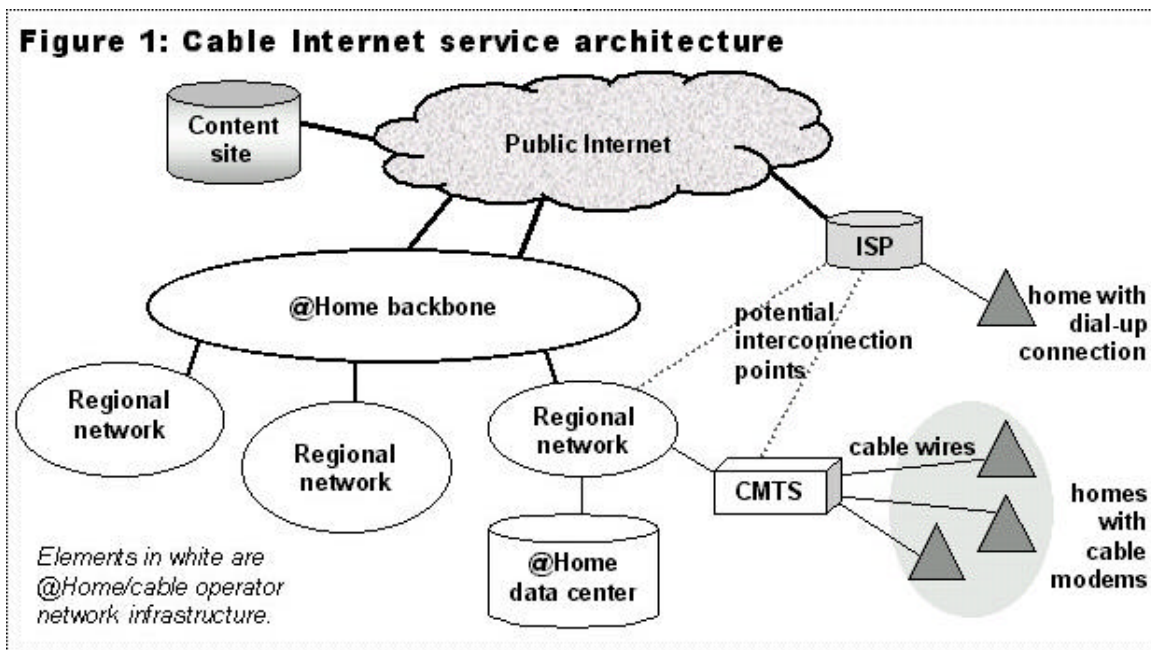 Figure 1: Cable Internet service architecture
Content
site
Public Internet
ISP
@Home backbone
potential
interconnection
points
home with
dial-up
connection
Regional
network
Regional
network
Regional
network
cable wires
CMTS
homes
with
cable
modems
@Home
data center
Elements in white are
@Home/cable operator
network infrastructure.